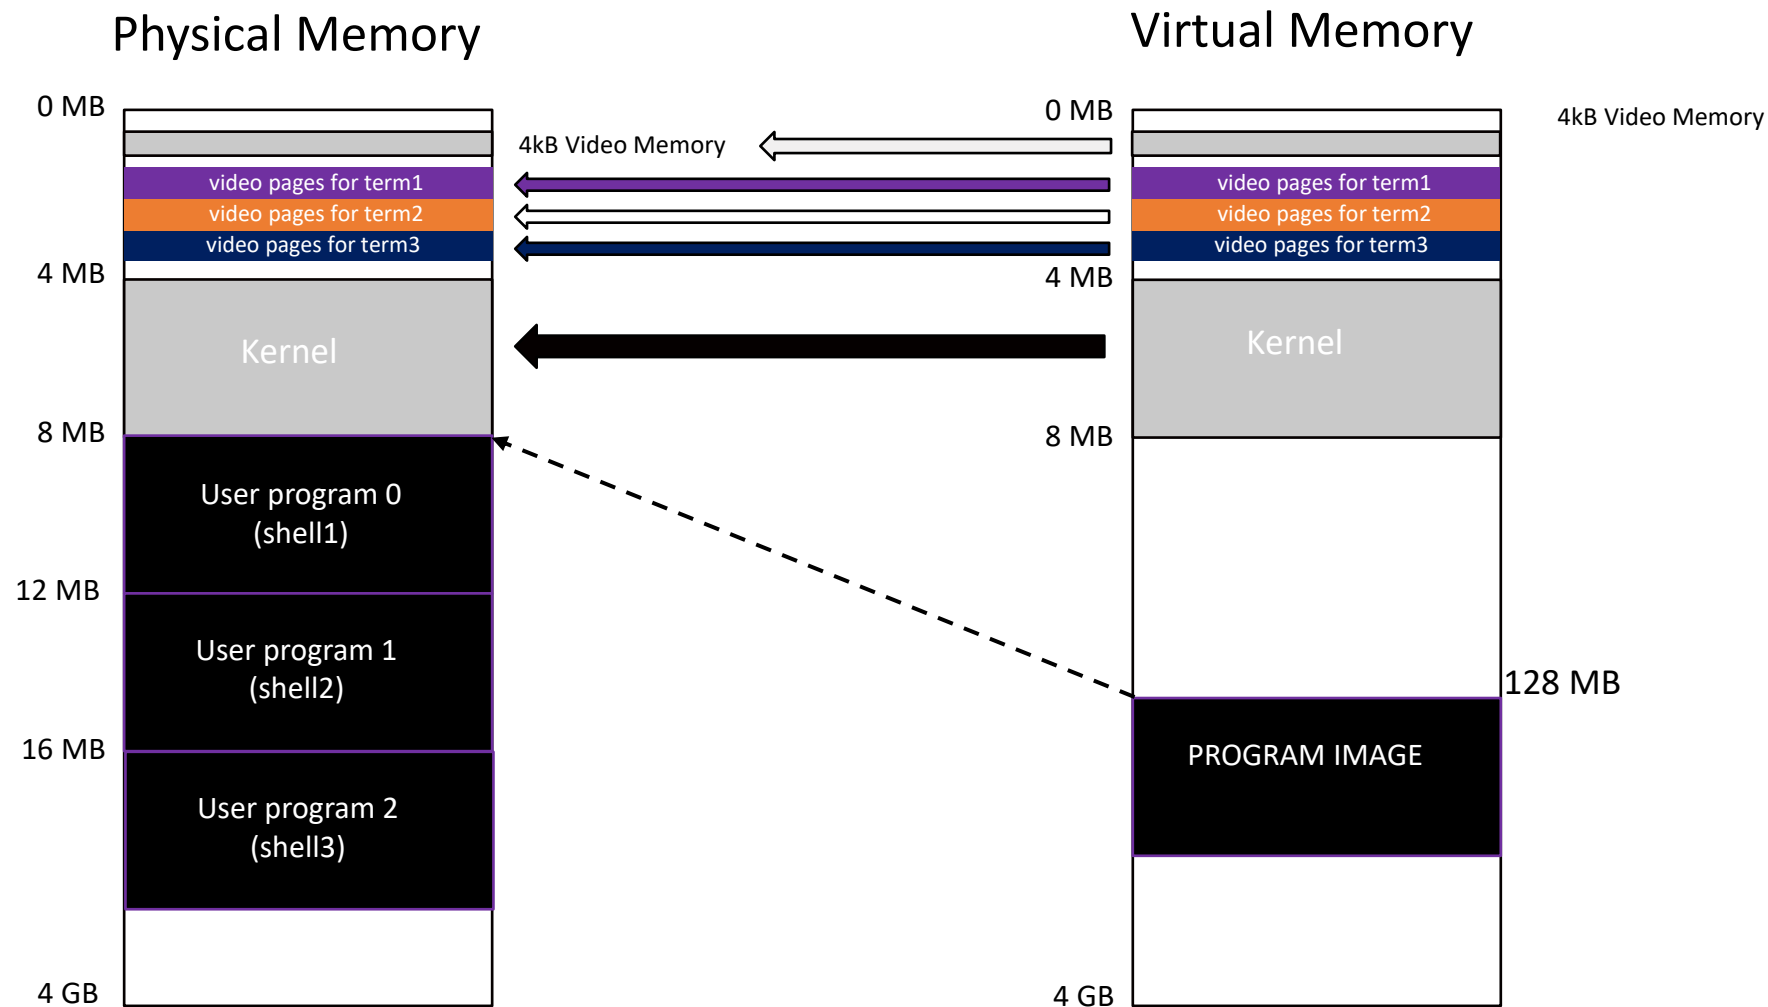 Physical Memory
Virtual Memory
0 MB
0 MB
4kB Video Memory
4kB Video Memory
video pages for term1
video pages for term1
video pages for term2
video pages for term2
video pages for term3
video pages for term3
4 MB
4 MB
Kernel
Kernel
8 MB
8 MB
User program 0
(shell1)
12 MB
User program 1
(shell2)
128 MB
16 MB
PROGRAM IMAGE
User program 2
(shell3)
4 GB
4 GB